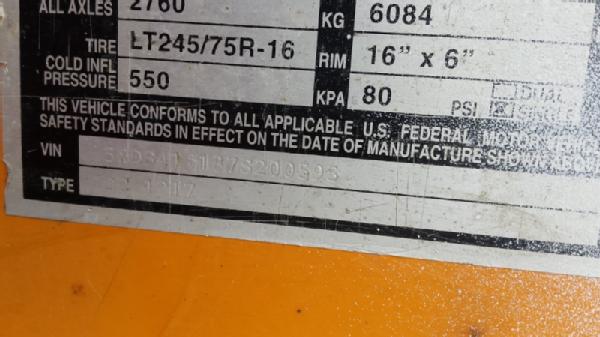 ALL AXLES 2760 KG 6084
TIRE LT245/75R-16 RIM 16" x 6"
COLD INFL PRESSURE 550 KPA 80 PSI DUAL
THIS VEHICLE CONFORMS TO ALL APPLICABLE U.S. FEDERAL MOTOR VEHICLE
SAFETY STANDARDS IN EFFECT ON THE DATE OF MANUFACTURE SHOWN ABOVE
VIN
TYPE